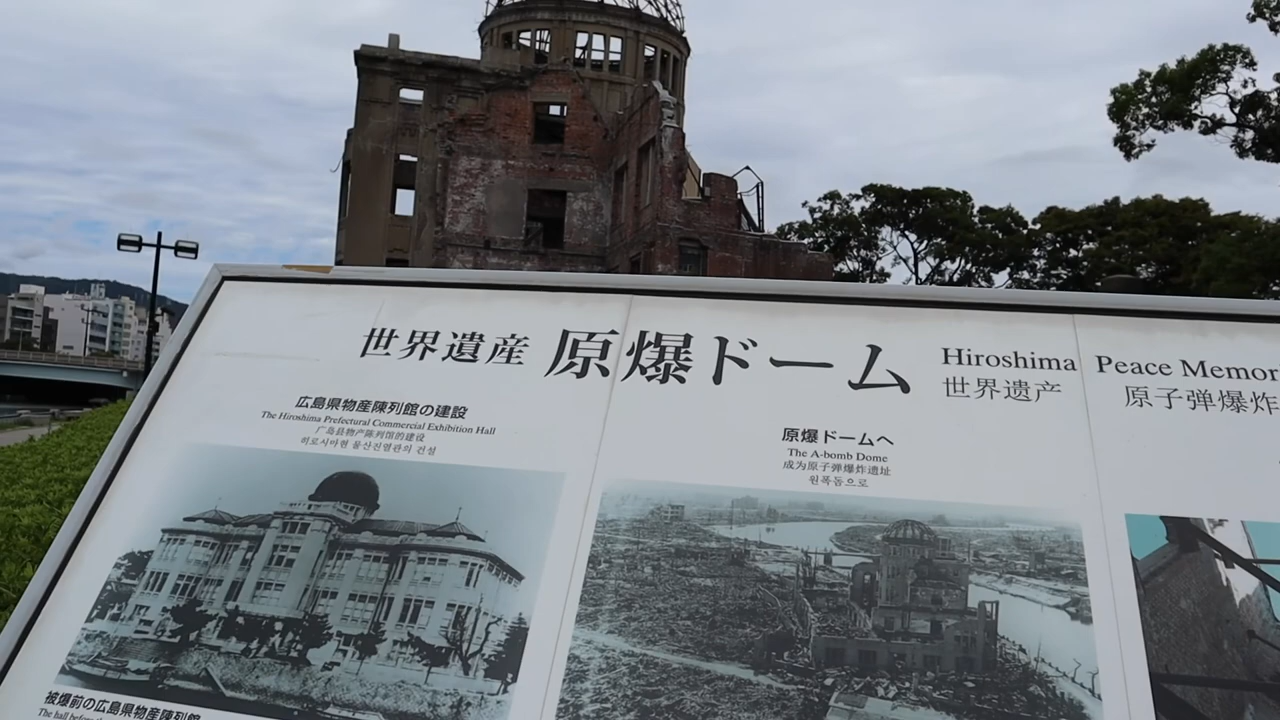 世界遺産 原爆ドーム Hiroshima Peace Memor
世界遗产 原子弹爆炸
広島県物産陳列館の建設
The Hiroshima Prefectural Commercial Exhibition Hall
广岛县物产陈列馆的建设
히로시마현 물산진열관의 건설
原爆ドームへ
The A-bomb Dome
成为原子弹爆炸遗址
원폭돔으로
被爆前の広島県物産陳列館
The hall before